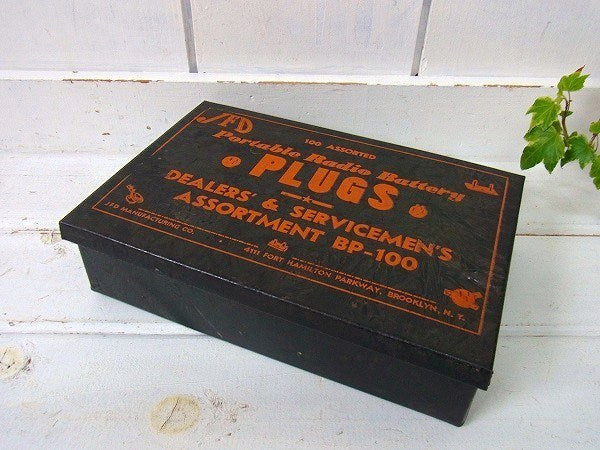 JFD
100 ASSORTED
Portable Radio Battery
PLUGS
DEALERS' & SERVICEMEN'S
ASSORTMENT BP-100
JFD MANUFACTURING CO.
4111 FORT HAMILTON PARKWAY, BROOKLYN, N. Y.